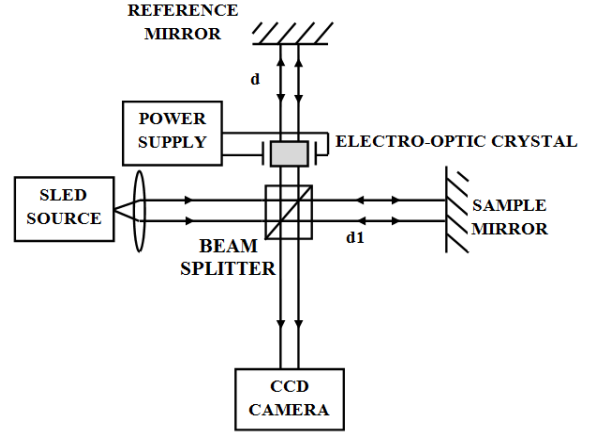 REFERENCE
MIRROR
d
POWER
SUPPLY
ELECTRO-OPTIC CRYSTAL
SLED
SOURCE
SAMPLE
MIRROR
d1
BEAM
SPLITTER
CCD
CAMERA